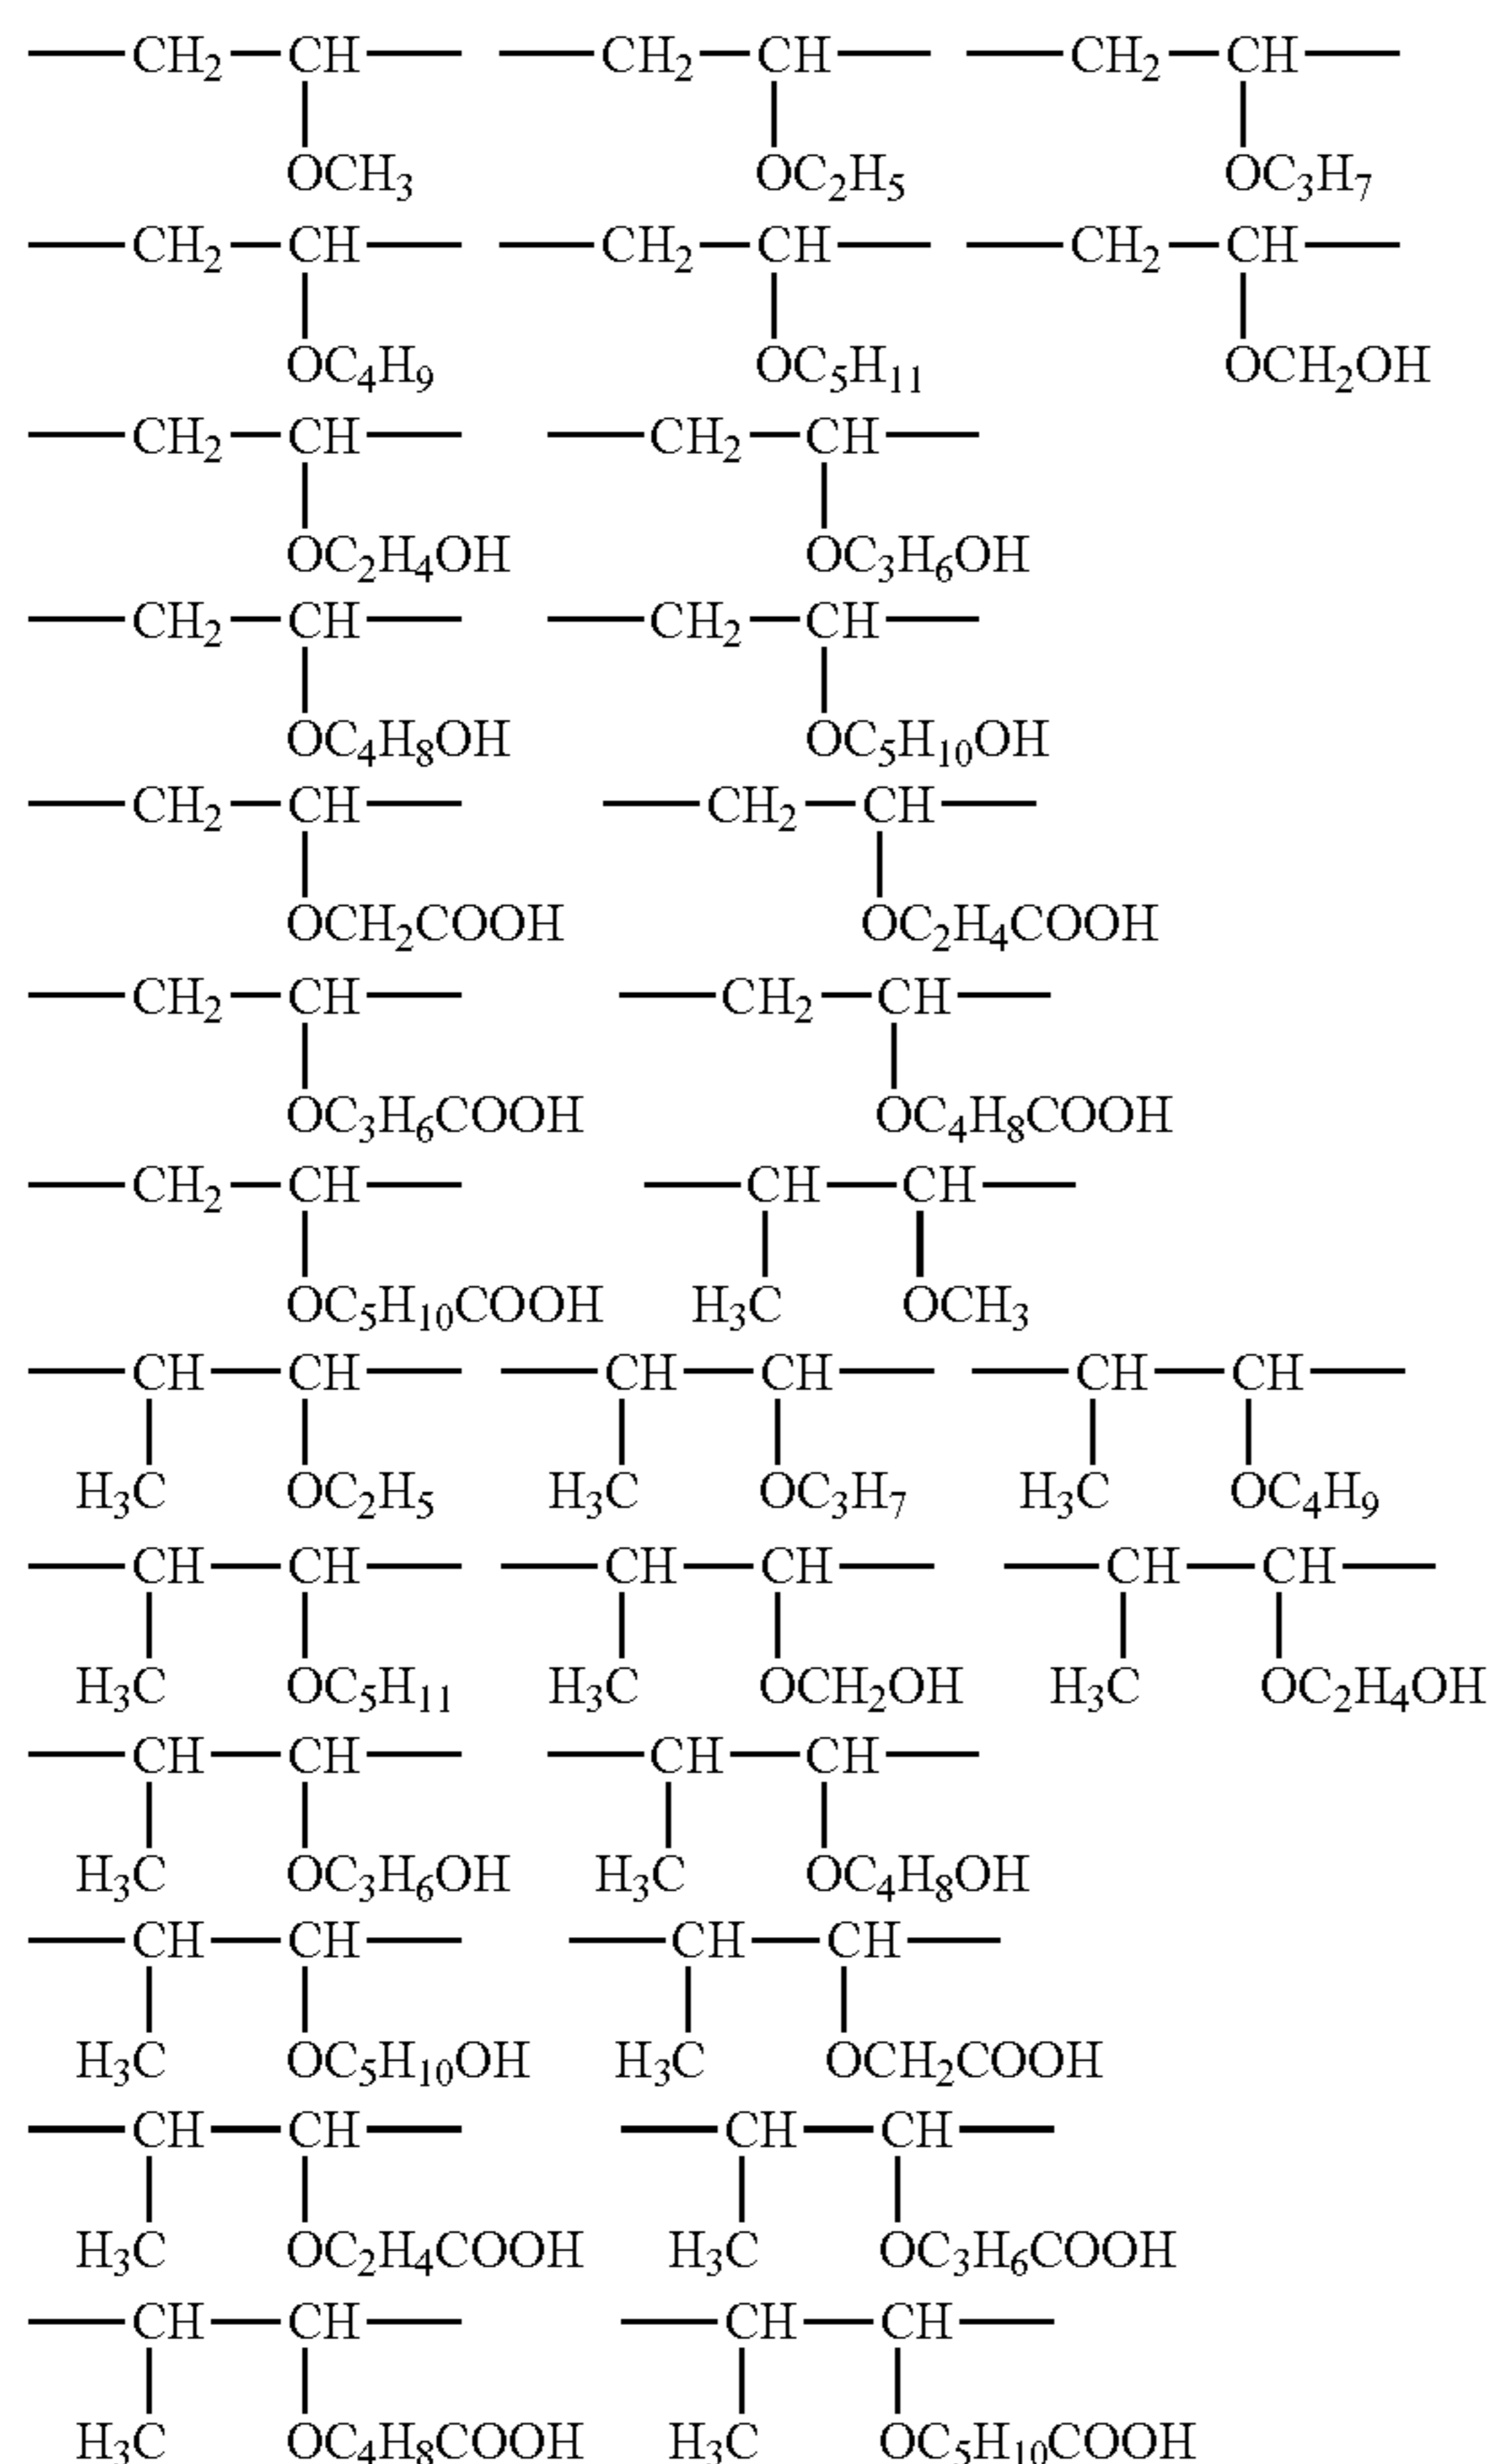 CH₂ CH CH₂ CH CH₂ CH
OCH₃ OC₂H₅ OC₃H₇
CH₂ CH CH₂ CH CH₂ CH
OC₄H₉ OC₅H₁₁ OCH₂OH
CH₂ CH CH₂ CH
OC₂H₄OH OC₃H₆OH
CH₂ CH CH₂ CH
OC₄H₈OH OC₅H₁₀OH
CH₂ CH CH₂ CH
OCH₂COOH OC₂H₄COOH
CH₂ CH CH₂ CH
OC₃H₆COOH OC₄H₈COOH
CH₂ CH CH CH
OC₅H₁₀COOH H₃C OCH₃
CH CH CH CH CH CH
H₃C OC₂H₅ H₃C OC₃H₇ H₃C OC₄H₉
CH CH CH CH CH CH
H₃C OC₅H₁₁ H₃C OCH₂OH H₃C OC₂H₄OH
CH CH CH CH
H₃C OC₃H₆OH H₃C OC₄H₈OH
CH CH CH CH
H₃C OC₅H₁₀OH H₃C OCH₂COOH
CH CH CH CH
H₃C OC₂H₄COOH H₃C OC₃H₆COOH
CH CH CH CH
H₃C OC₄H₈COOH H₃C OC₅H₁₀COOH